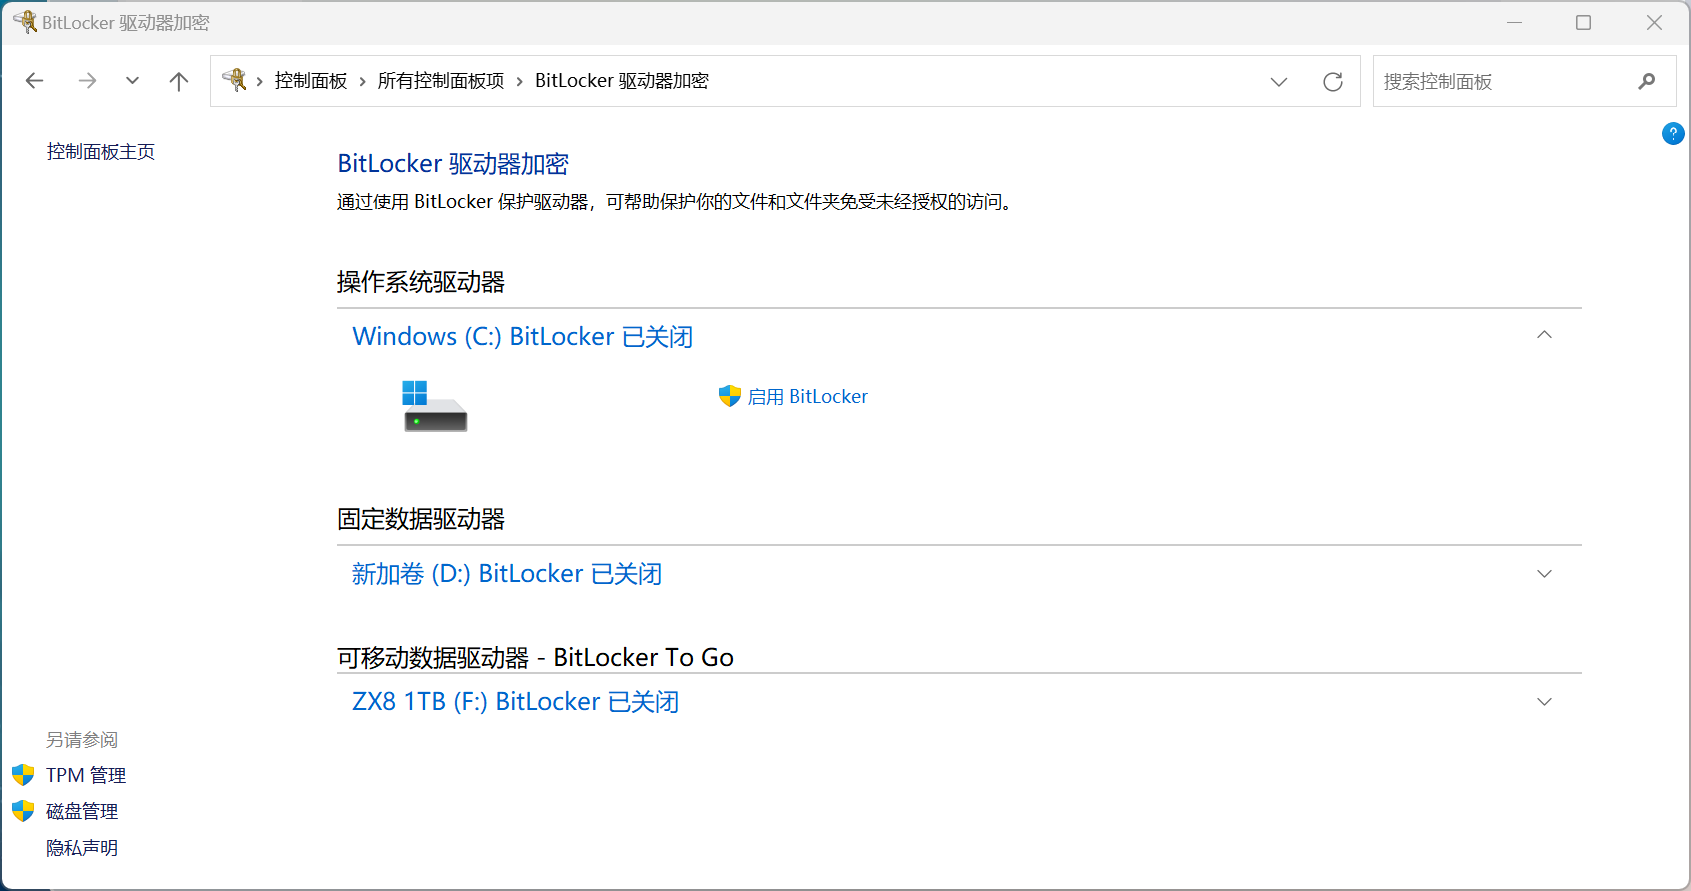 BitLocker 驱动器加密
控制面板 › 所有控制面板项 › BitLocker 驱动器加密
搜索控制面板
控制面板主页
BitLocker 驱动器加密
通过使用 BitLocker 保护驱动器，可帮助保护你的文件和文件夹免受未经授权的访问。
操作系统驱动器
Windows (C:) BitLocker 已关闭
启用 BitLocker
固定数据驱动器
新加卷 (D:) BitLocker 已关闭
可移动数据驱动器 - BitLocker To Go
ZX8 1TB (F:) BitLocker 已关闭
另请参阅
TPM 管理
磁盘管理
隐私声明